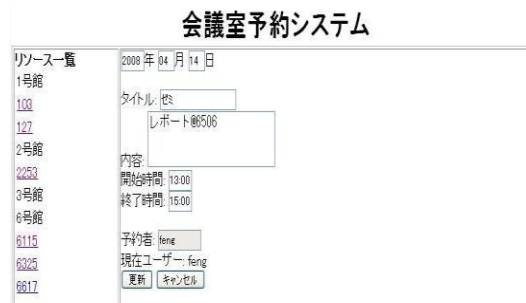 会議室予約システム
リソース一覧
1号館
103
127
2号館
2253
3号館
6号館
6115
6325
6617
2008 年 04 月 14 日
タイトル: ゼミ
レポート@6506
内容:
開始時間: 13:00
終了時間: 15:00
予約者: feng
現在ユーザー: feng
更新 キャンセル